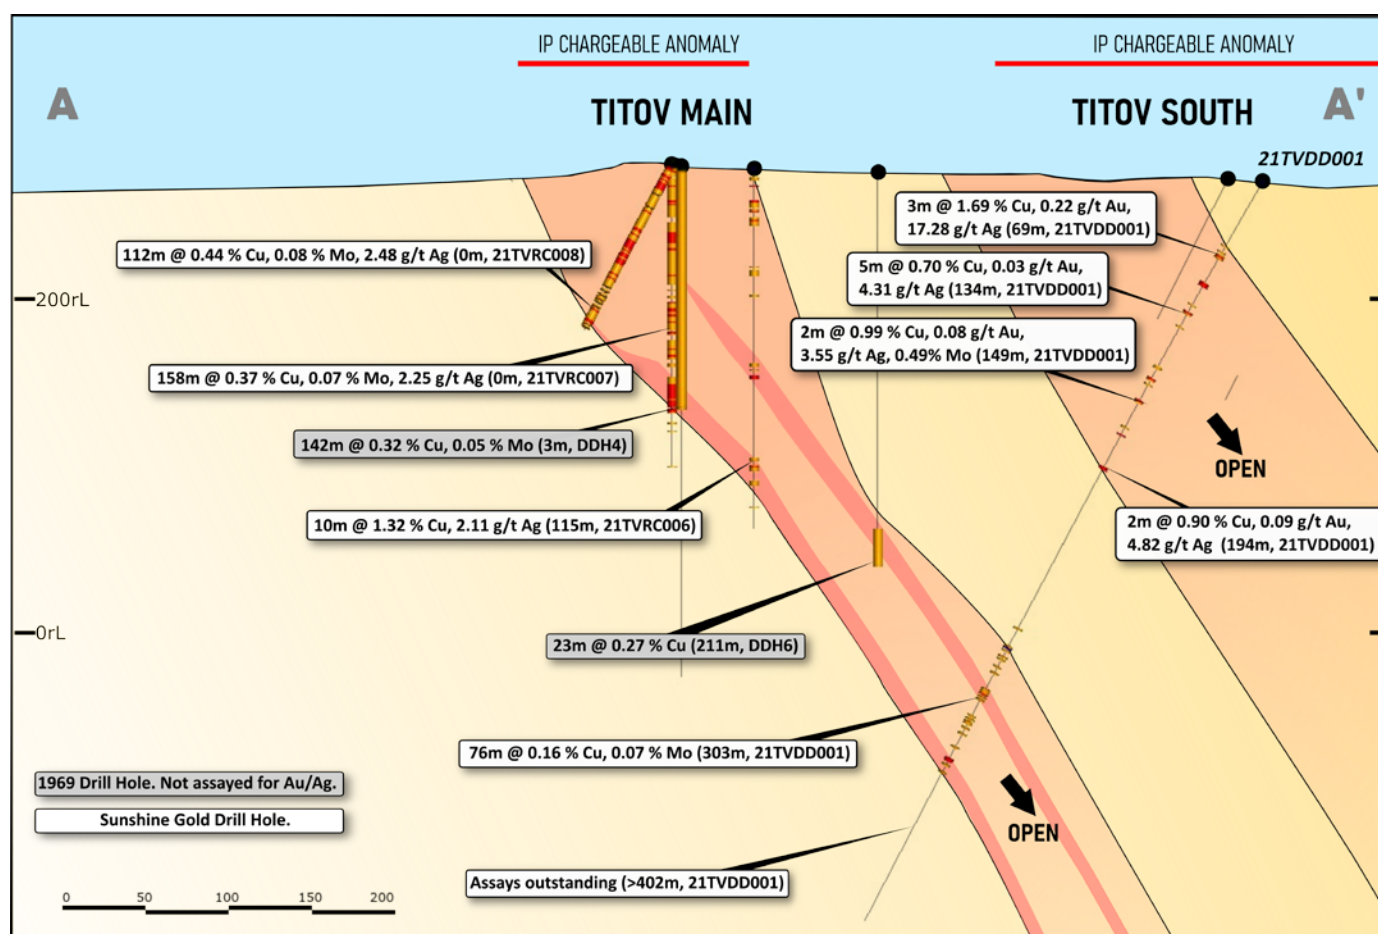 IP CHARGEABLE ANOMALY
IP CHARGEABLE ANOMALY
A
TITOV MAIN
TITOV SOUTH
A'
21TVDD001
3m @ 1.69 % Cu, 0.22 g/t Au,
17.28 g/t Ag (69m, 21TVDD001)
112m @ 0.44 % Cu, 0.08 % Mo, 2.48 g/t Ag (0m, 21TVRC008)
5m @ 0.70 % Cu, 0.03 g/t Au,
4.31 g/t Ag (134m, 21TVDD001)
200rL
2m @ 0.99 % Cu, 0.08 g/t Au,
3.55 g/t Ag, 0.49% Mo (149m, 21TVDD001)
158m @ 0.37 % Cu, 0.07 % Mo, 2.25 g/t Ag (0m, 21TVRC007)
142m @ 0.32 % Cu, 0.05 % Mo (3m, DDH4)
OPEN
10m @ 1.32 % Cu, 2.11 g/t Ag (115m, 21TVRC006)
2m @ 0.90 % Cu, 0.09 g/t Au,
4.82 g/t Ag (194m, 21TVDD001)
0rL
23m @ 0.27 % Cu (211m, DDH6)
76m @ 0.16 % Cu, 0.07 % Mo (303m, 21TVDD001)
1969 Drill Hole. Not assayed for Au/Ag.
Sunshine Gold Drill Hole.
OPEN
Assays outstanding (>402m, 21TVDD001)
0 50 100 150 200